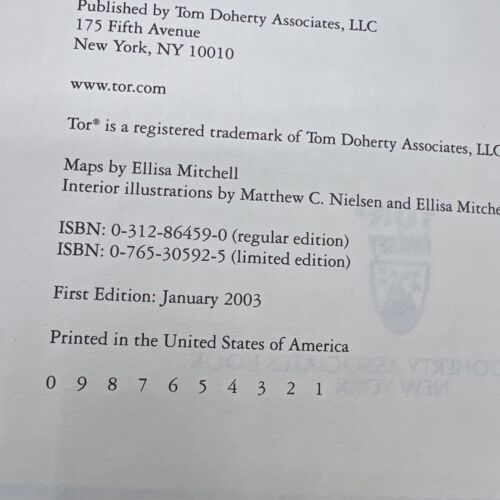 Published by Tom Doherty Associates, LLC
175 Fifth Avenue
New York, NY 10010
www.tor.com
Tor® is a registered trademark of Tom Doherty Associates, LLC
Maps by Ellisa Mitchell
Interior illustrations by Matthew C. Nielsen and Ellisa Mitche
ISBN: 0-312-86459-0 (regular edition)
ISBN: 0-765-30592-5 (limited edition)
First Edition: January 2003
Printed in the United States of America
0 9 8 7 6 5 4 3 2 1